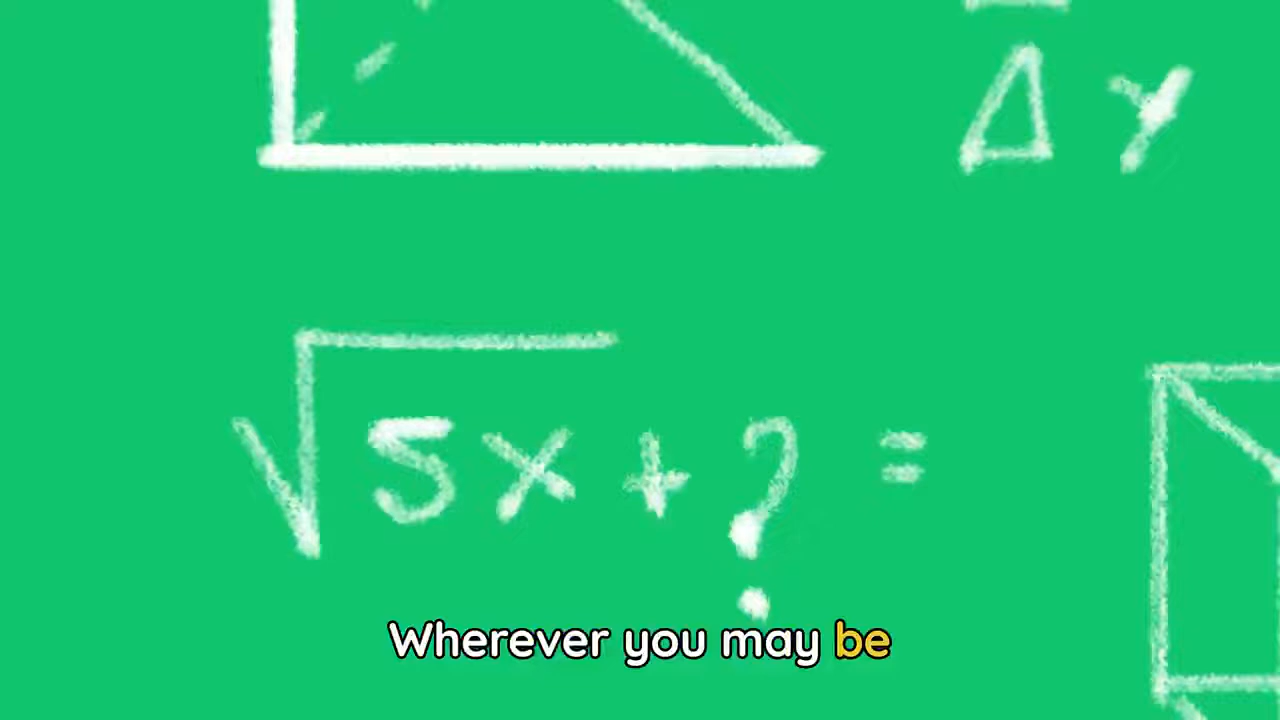 Δ x
√5x + ? =
Wherever you may be